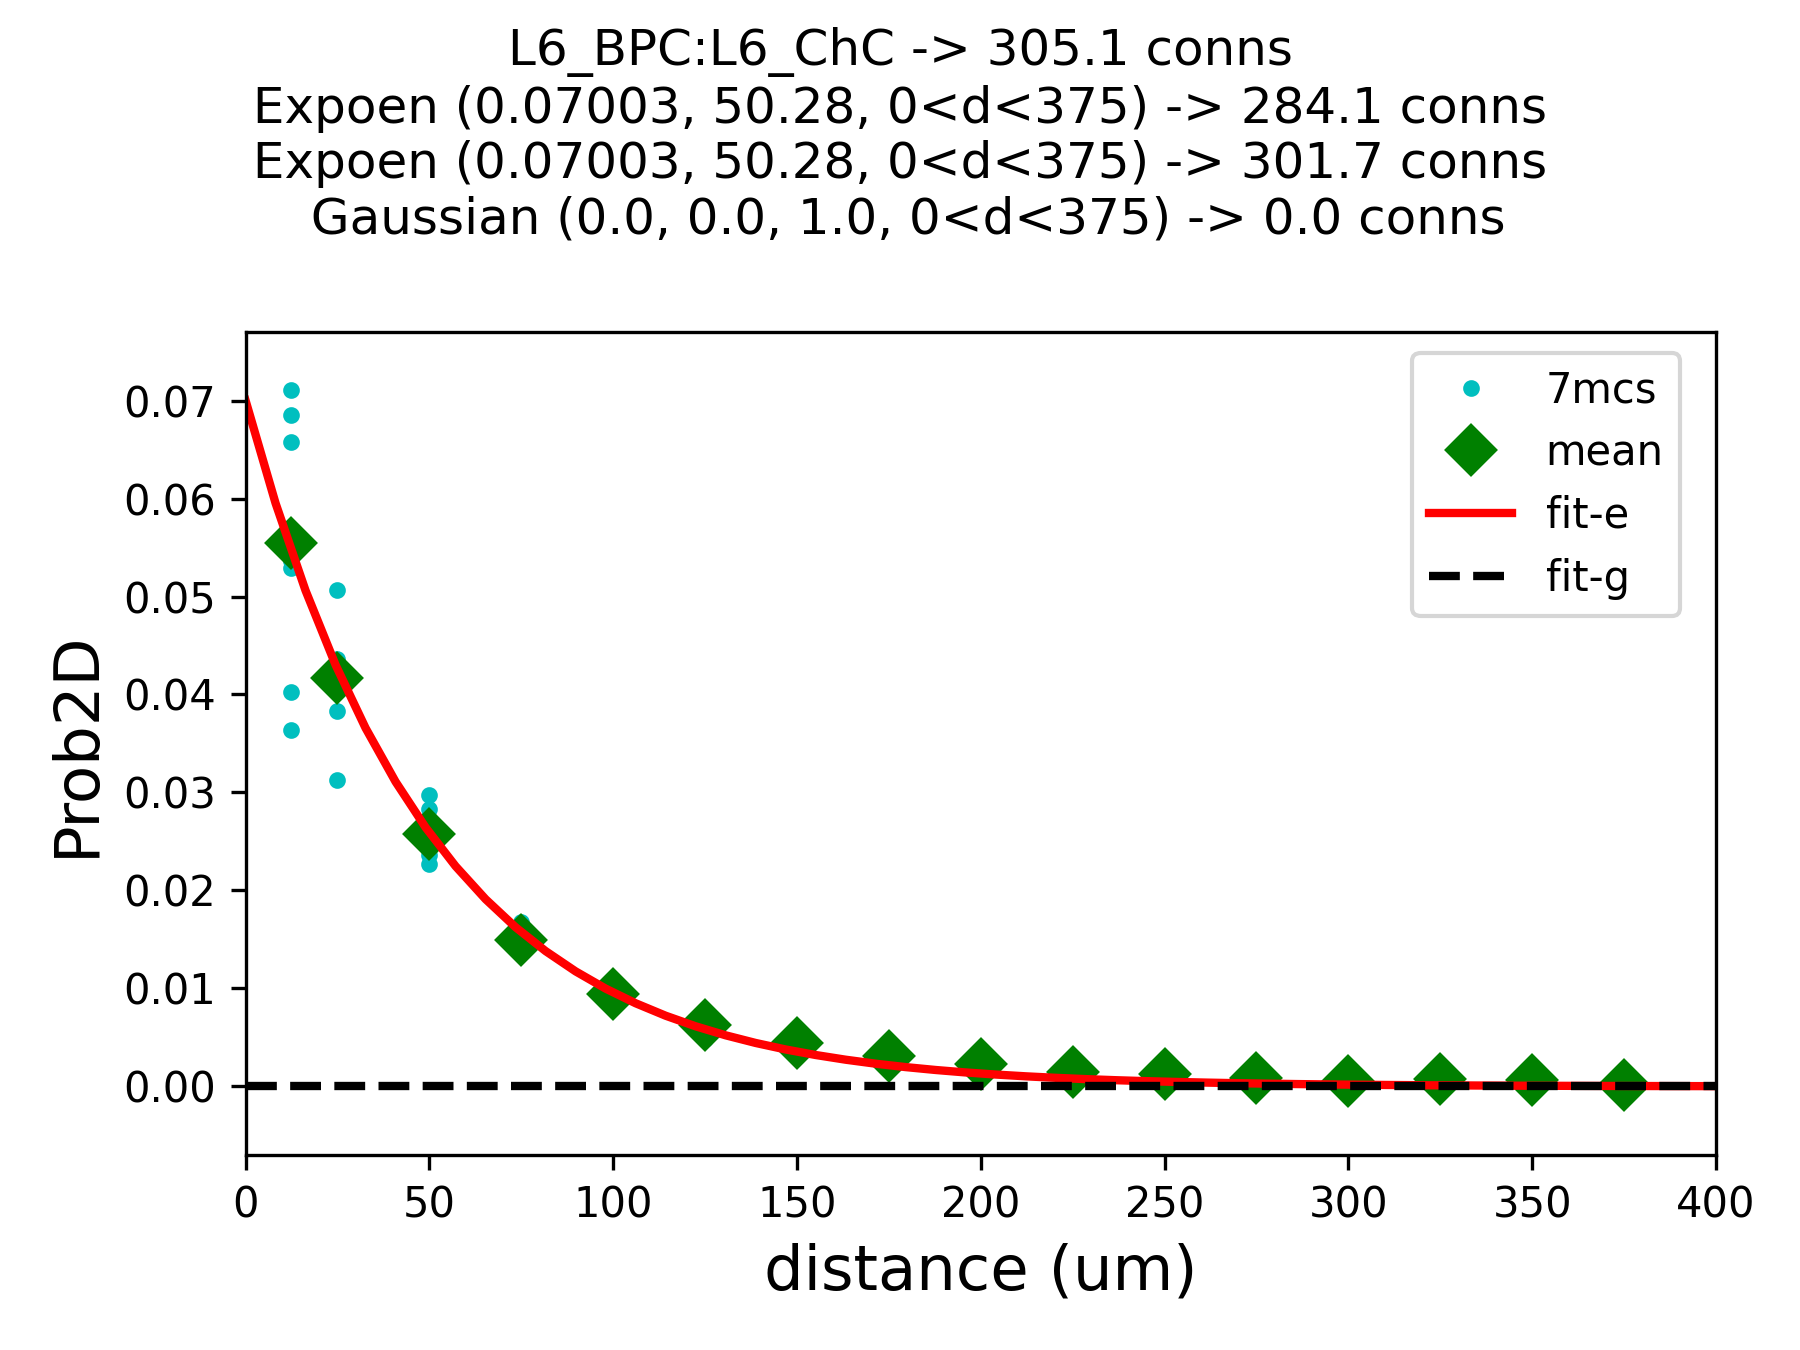 L6_BPC:L6_ChC -> 305.1 conns
Expoen (0.07003, 50.28, 0<d<375) -> 284.1 conns
Expoen (0.07003, 50.28, 0<d<375) -> 301.7 conns
Gaussian (0.0, 0.0, 1.0, 0<d<375) -> 0.0 conns
7mcs
mean
fit-e
fit-g
Prob2D
0.07
0.06
0.05
0.04
0.03
0.02
0.01
0.00
0 50 100 150 200 250 300 350 400
distance (um)